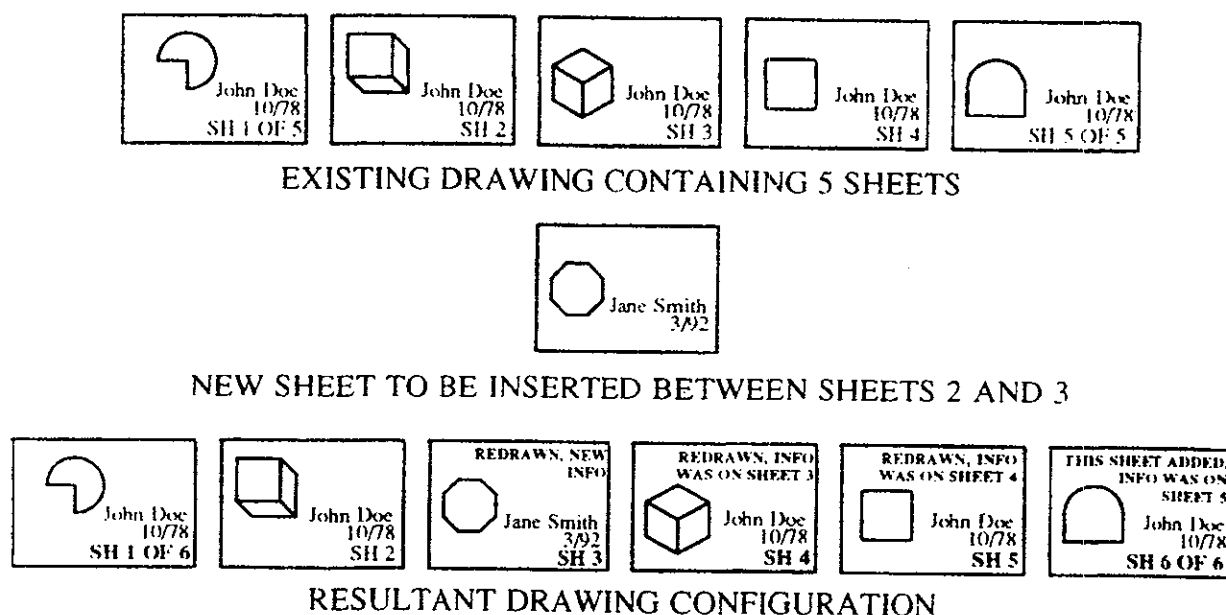 John Doe
10/78
SH 1 OF 5
John Doe
10/78
SH 2
John Doe
10/78
SH 3
John Doe
10/78
SH 4
John Doe
10/78
SH 5 OF 5
EXISTING DRAWING CONTAINING 5 SHEETS
Jane Smith
3/92
NEW SHEET TO BE INSERTED BETWEEN SHEETS 2 AND 3
John Doe
10/78
SH 1 OF 6
John Doe
10/78
SH 2
REDRAWN, NEW
INFO
Jane Smith
3/92
SH 3
REDRAWN, INFO
WAS ON SHEET 3
John Doe
10/78
SH 4
REDRAWN, INFO
WAS ON SHEET 4
John Doe
10/78
SH 5
THIS SHEET ADDED,
INFO WAS ON
SHEET 5
John Doe
10/78
SH 6 OF 6
RESULTANT DRAWING CONFIGURATION